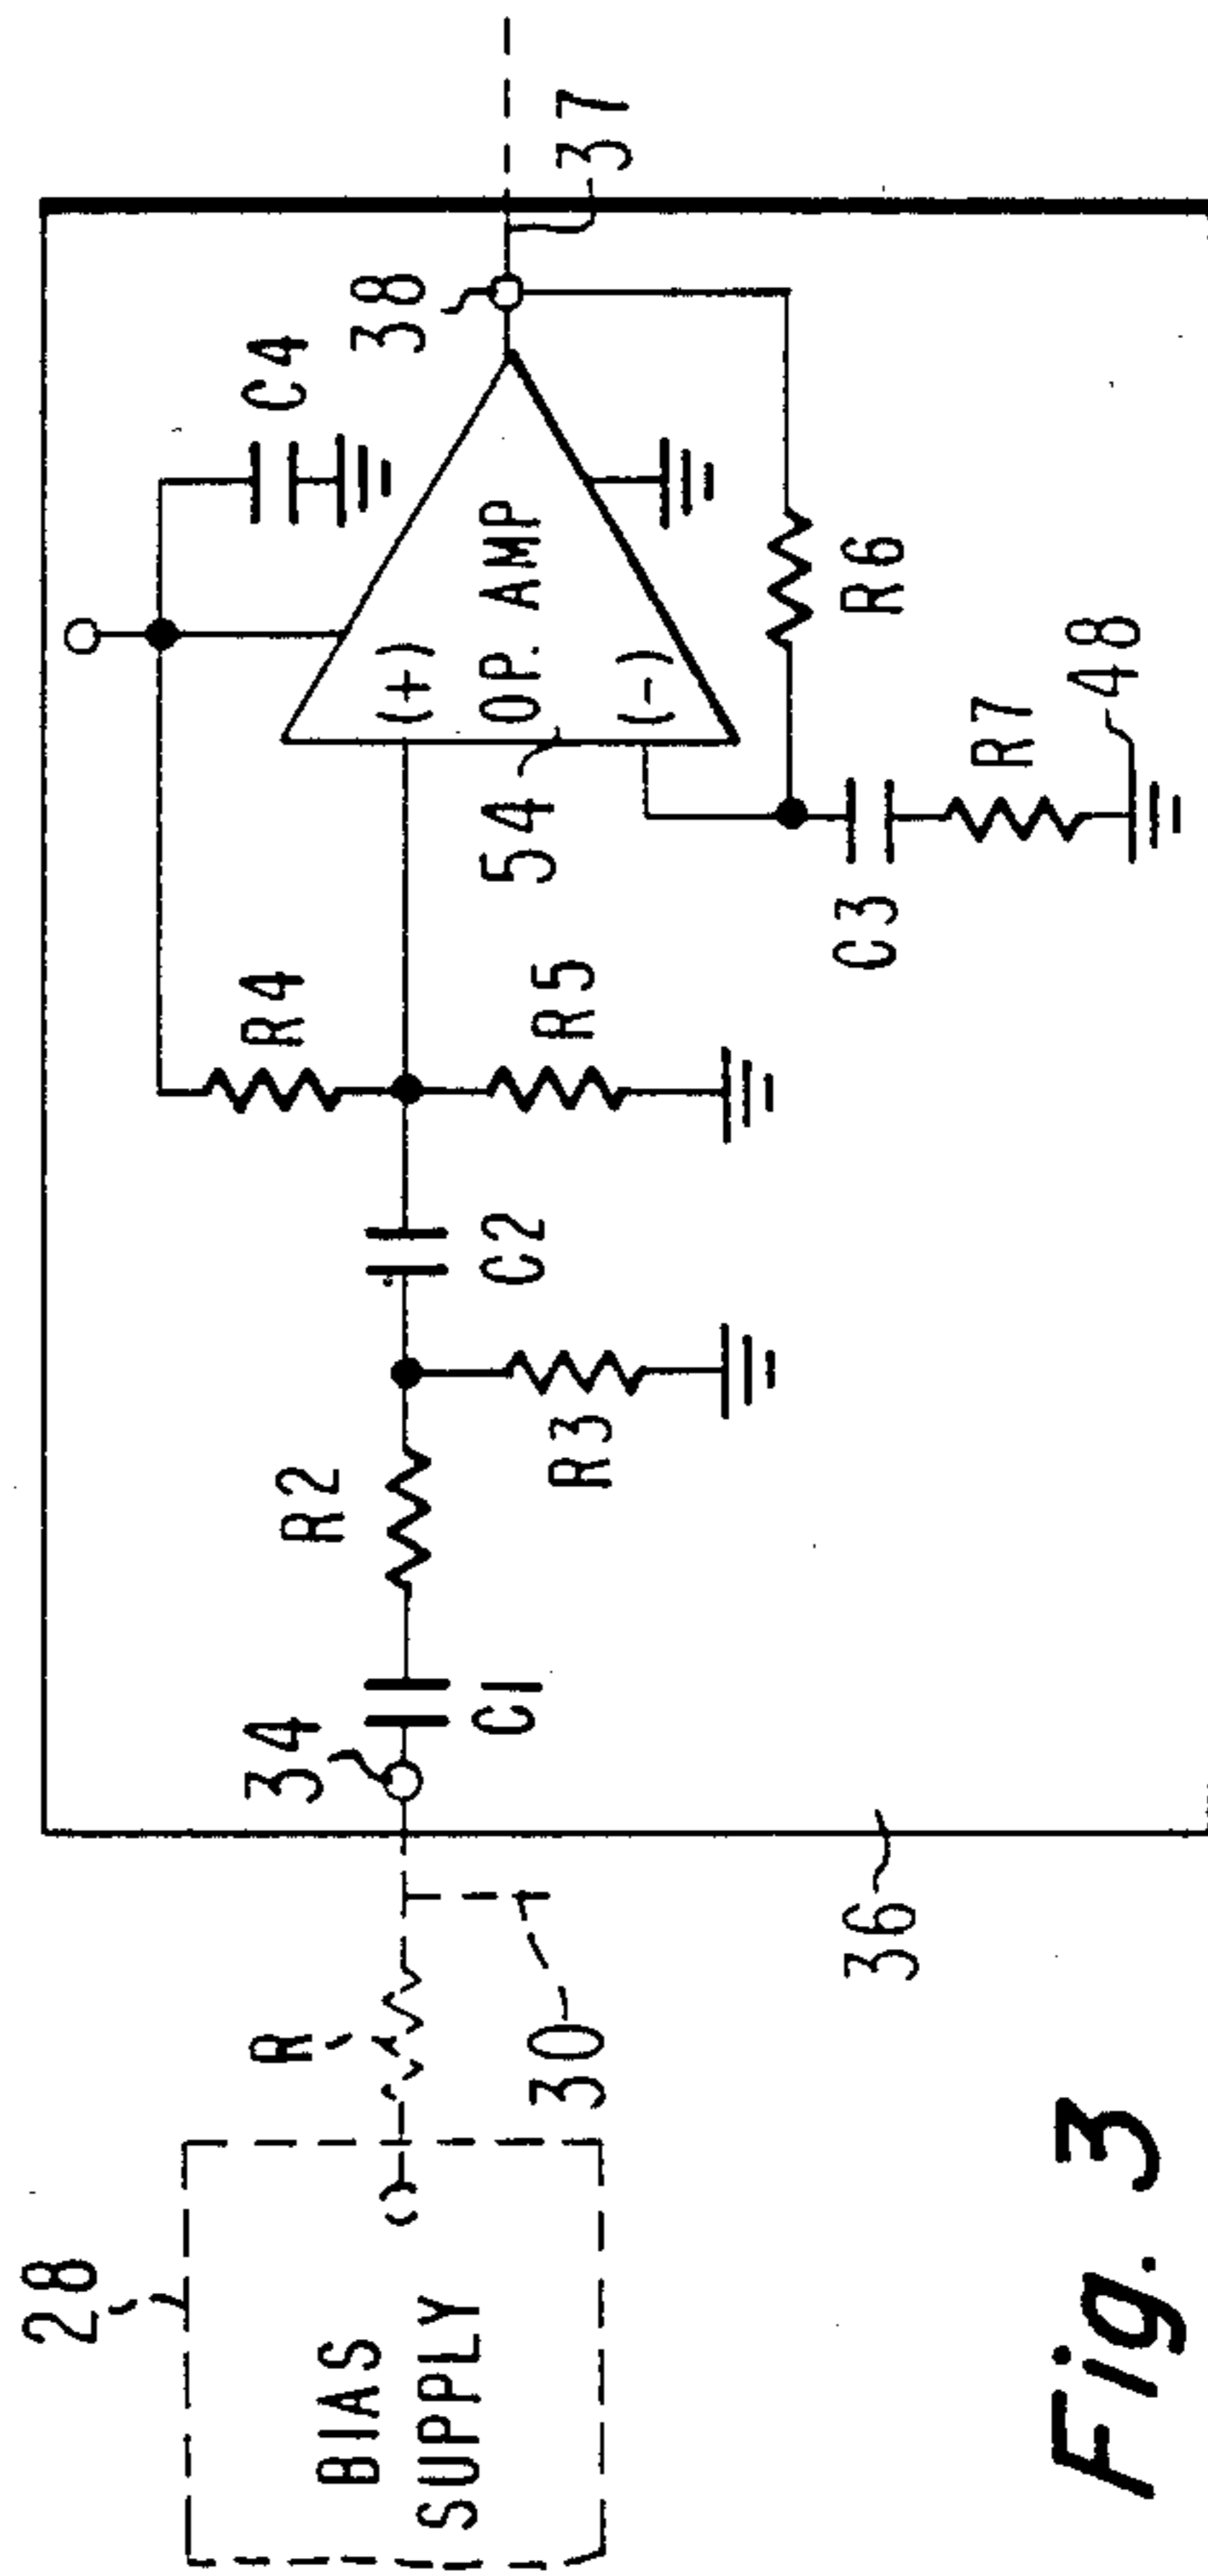 28
BIAS
SUPPLY
R
30
34
C1
R2
R3
C2
R4
R5
(+)
OP. AMP
(-)
54
C4
38
37
R6
C3
R7
48
36
Fig. 3